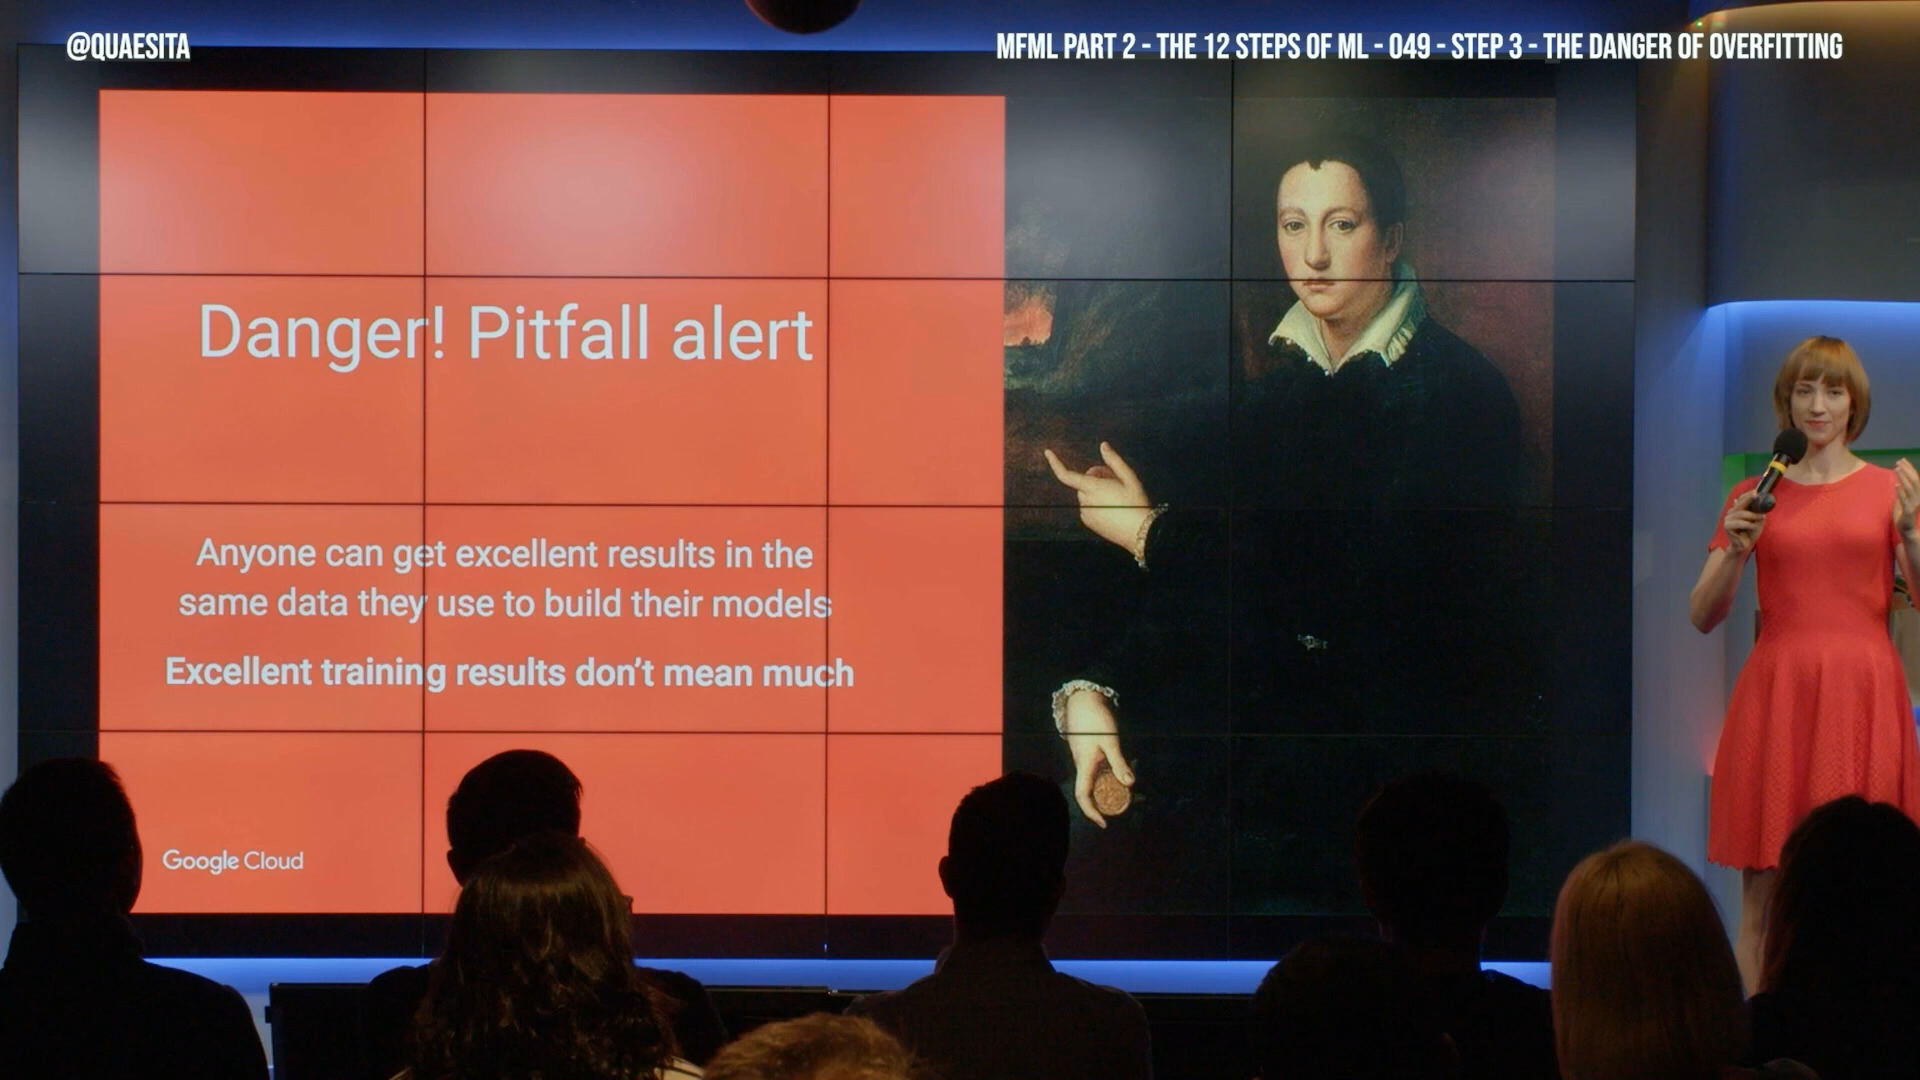 @QUAESITA
MFML PART 2 - THE 12 STEPS OF ML - 049 - STEP 3 - THE DANGER OF OVERFITTING
Danger! Pitfall alert
Anyone can get excellent results in the
same data they use to build their models
Excellent training results don’t mean much
Google Cloud